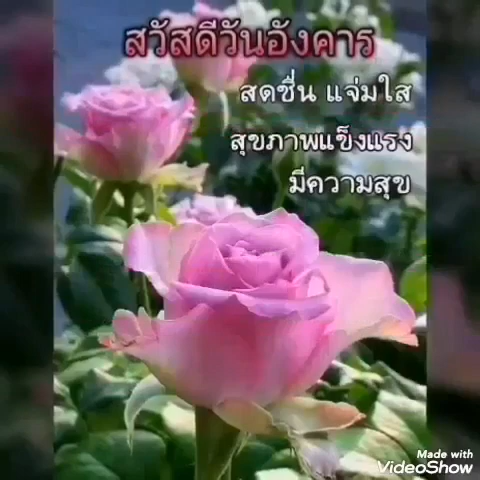 สวัสดีวันอังคาร
สดชื่น แจ่มใส
สุขภาพแข็งแรง
มีความสุข
Made with
VideoShow